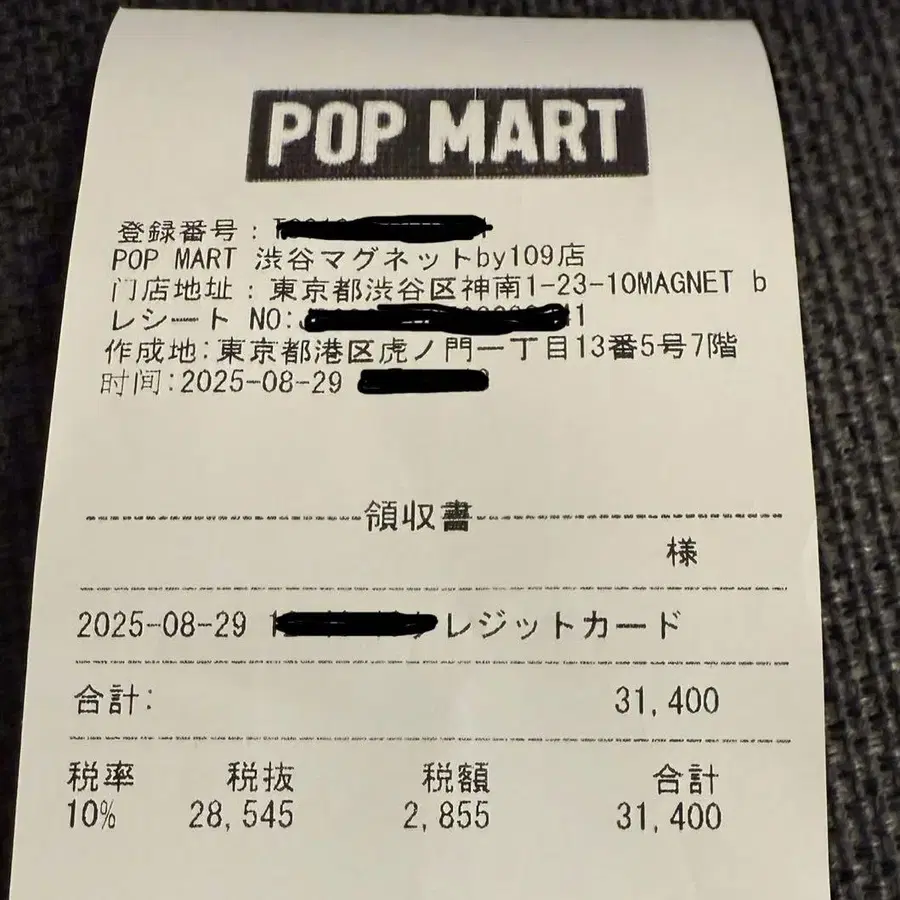 POP MART
登録番号:
POP MART 渋谷マグネットby109店
门店地址:東京都渋谷区神南1-23-10MAGNET b
レシート NO: 1
作成地:東京都港区虎ノ門一丁目13番5号7階
时间:2025-08-29
領収書
様
2025-08-29 レジットカード
合計: 31,400
税率 税抜 税額 合計
10% 28,545 2,855 31,400